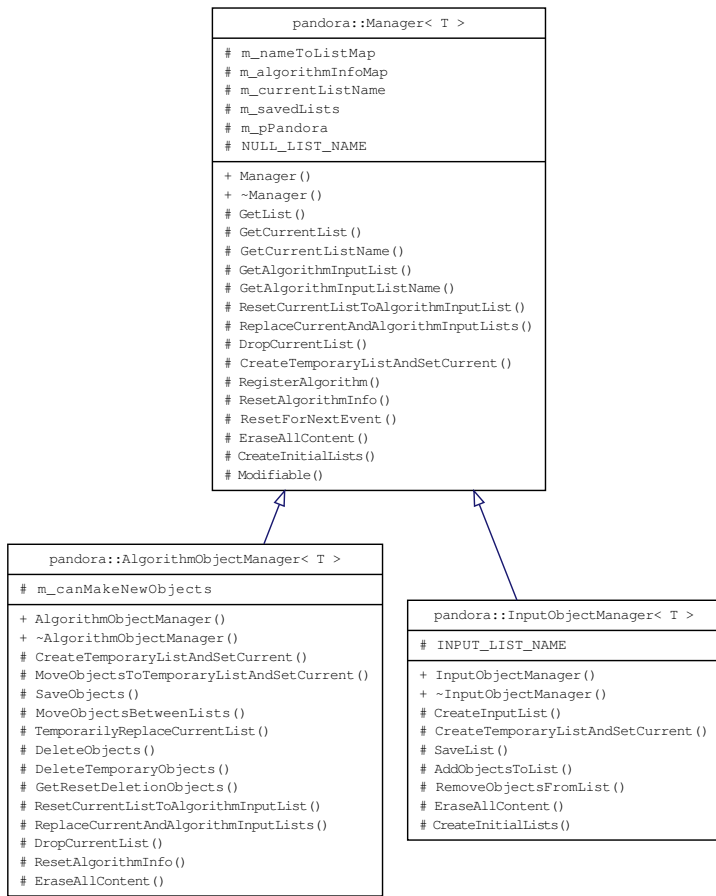 pandora::Manager< T >
# m_nameToListMap
# m_algorithmInfoMap
# m_currentListName
# m_savedLists
# m_pPandora
# NULL_LIST_NAME
+ Manager()
+ ~Manager()
# GetList()
# GetCurrentList()
# GetCurrentListName()
# GetAlgorithmInputList()
# GetAlgorithmInputListName()
# ResetCurrentListToAlgorithmInputList()
# ReplaceCurrentAndAlgorithmInputLists()
# DropCurrentList()
# CreateTemporaryListAndSetCurrent()
# RegisterAlgorithm()
# ResetAlgorithmInfo()
# ResetForNextEvent()
# EraseAllContent()
# CreateInitialLists()
# Modifiable()
pandora::AlgorithmObjectManager< T >
# m_canMakeNewObjects
+ AlgorithmObjectManager()
+ ~AlgorithmObjectManager()
# CreateTemporaryListAndSetCurrent()
# MoveObjectsToTemporaryListAndSetCurrent()
# SaveObjects()
# MoveObjectsBetweenLists()
# TemporarilyReplaceCurrentList()
# DeleteObjects()
# DeleteTemporaryObjects()
# GetResetDeletionObjects()
# ResetCurrentListToAlgorithmInputList()
# ReplaceCurrentAndAlgorithmInputLists()
# DropCurrentList()
# ResetAlgorithmInfo()
# EraseAllContent()
pandora::InputObjectManager< T >
# INPUT_LIST_NAME
+ InputObjectManager()
+ ~InputObjectManager()
# CreateInputList()
# CreateTemporaryListAndSetCurrent()
# SaveList()
# AddObjectsToList()
# RemoveObjectsFromList()
# EraseAllContent()
# CreateInitialLists()